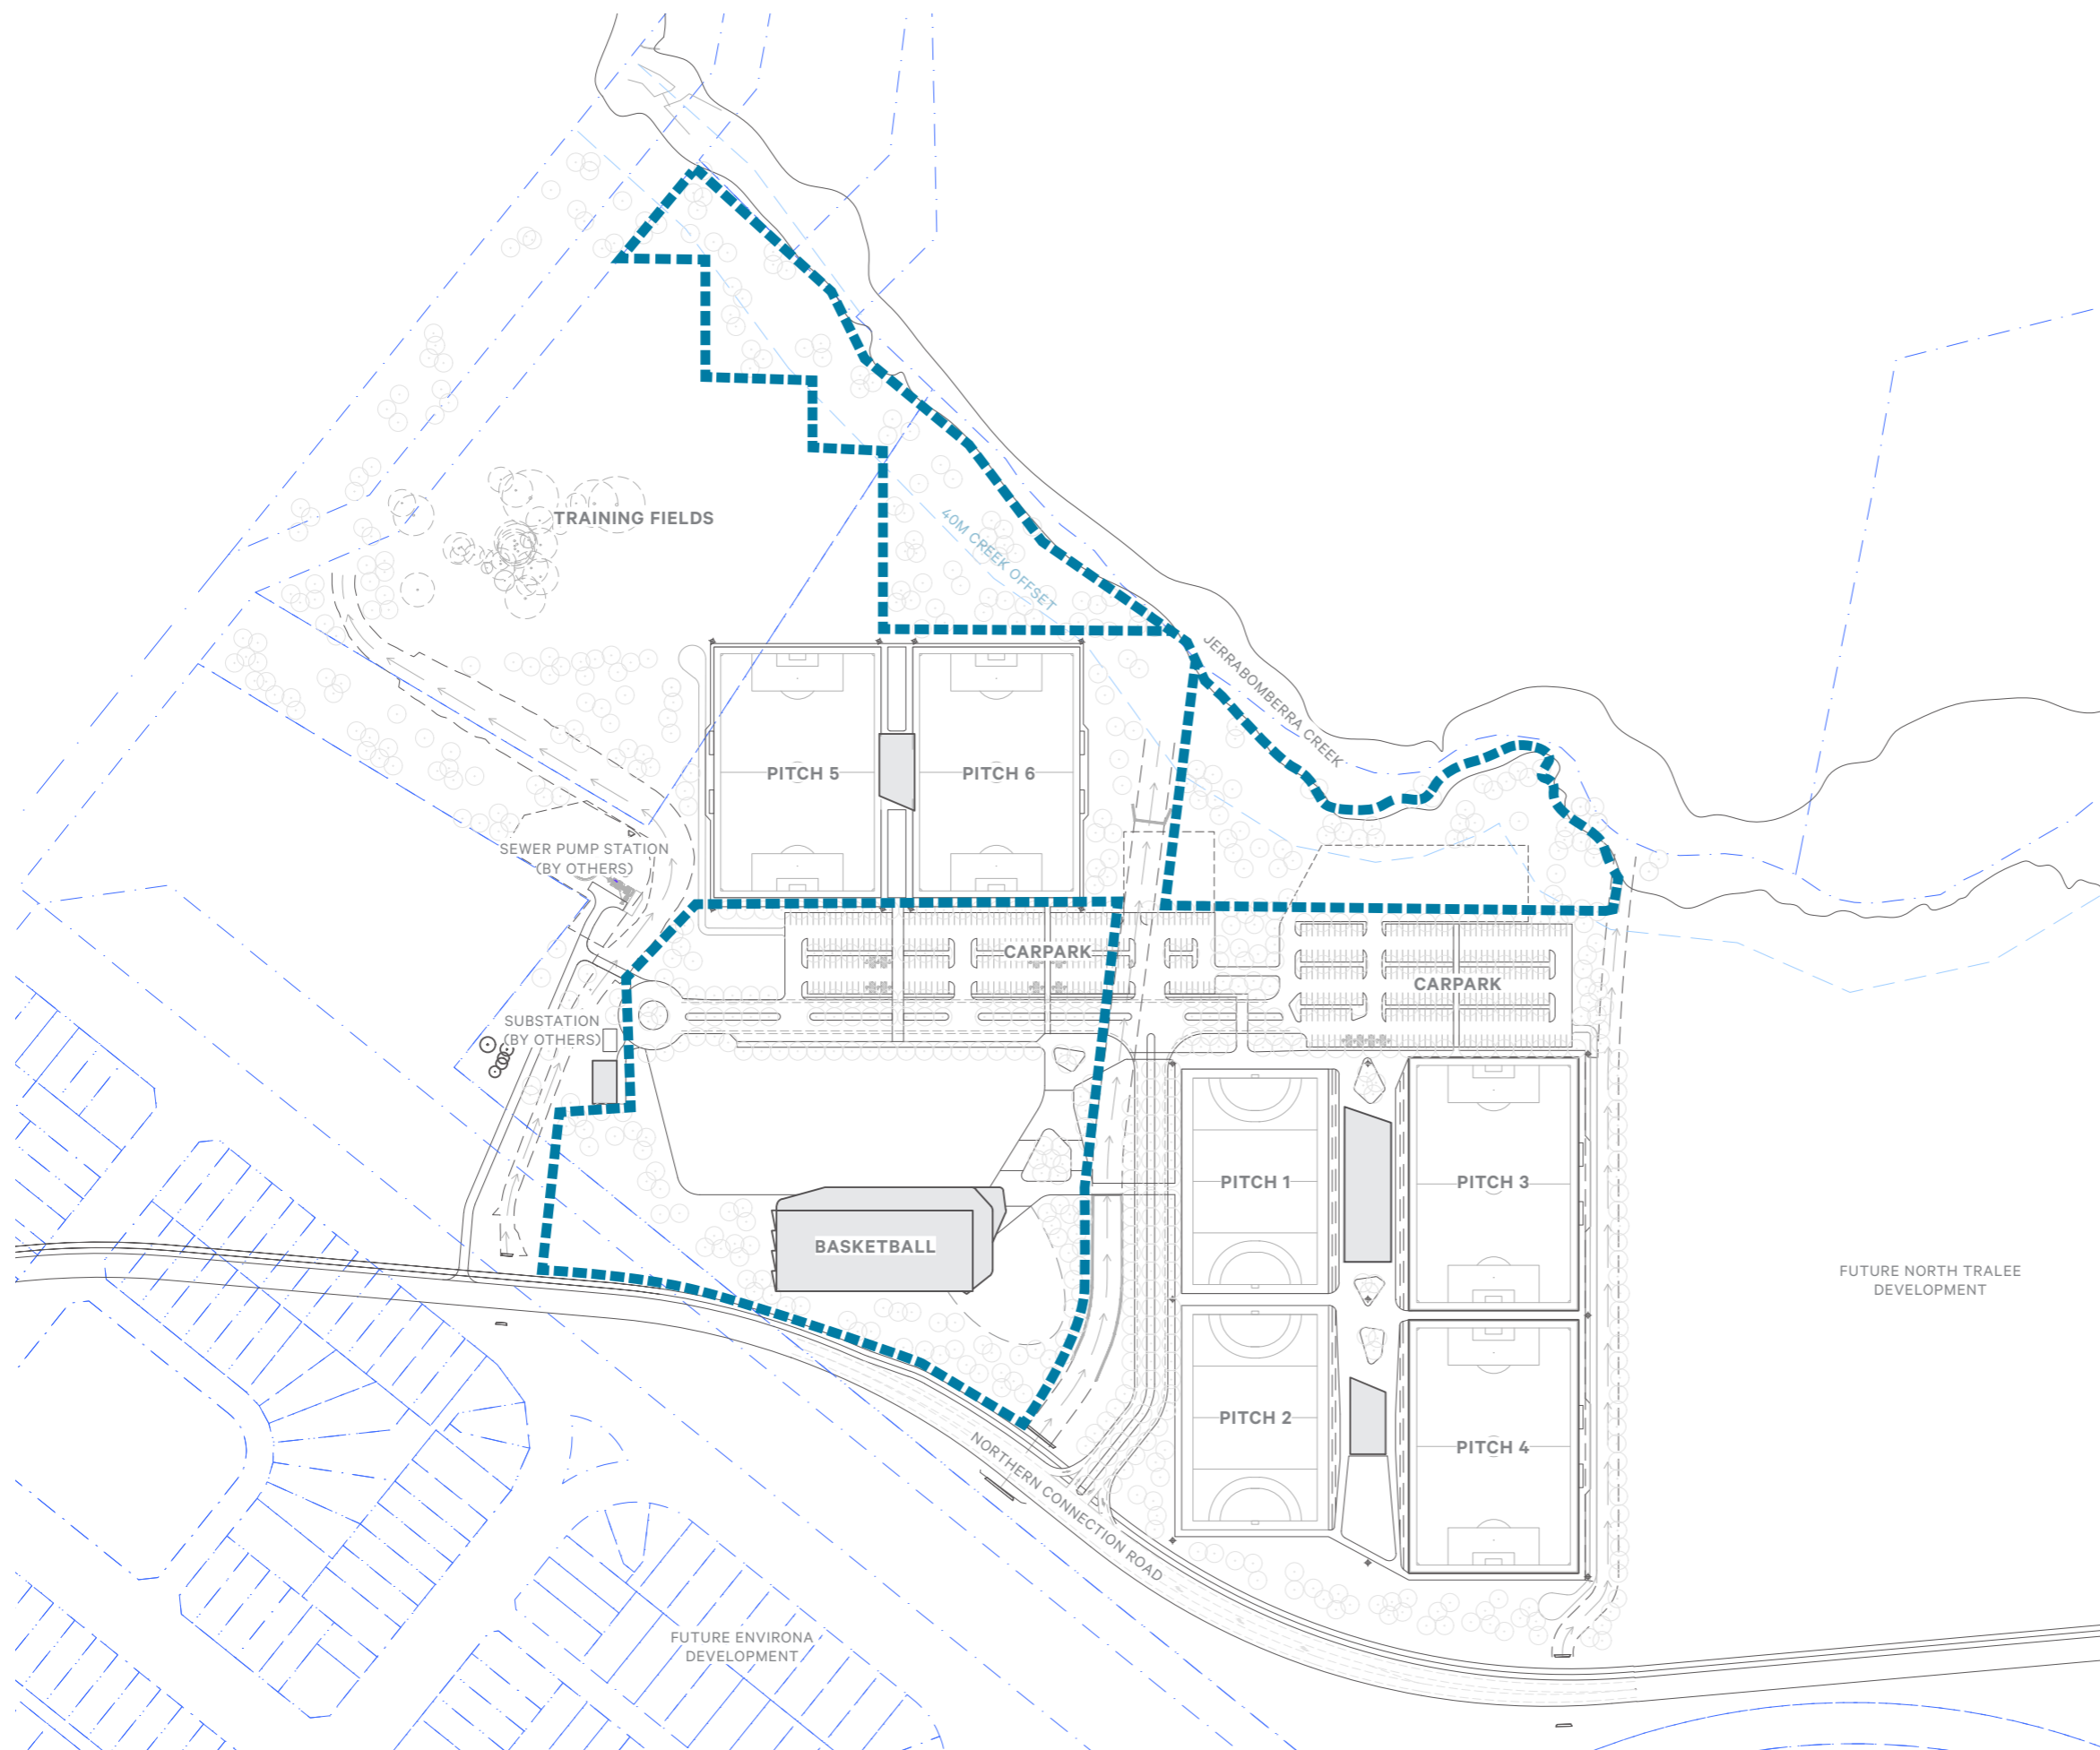 TRAINING FIELDS
40M CREEK OFFSET
JERRABOMBERRA CREEK
PITCH 5
PITCH 6
SEWER PUMP STATION
(BY OTHERS)
CARPARK
CARPARK
SUBSTATION
(BY OTHERS)
PITCH 1
PITCH 3
BASKETBALL
FUTURE NORTH TRALEE
DEVELOPMENT
PITCH 2
PITCH 4
NORTHERN CONNECTION ROAD
FUTURE ENVIRONA
DEVELOPMENT